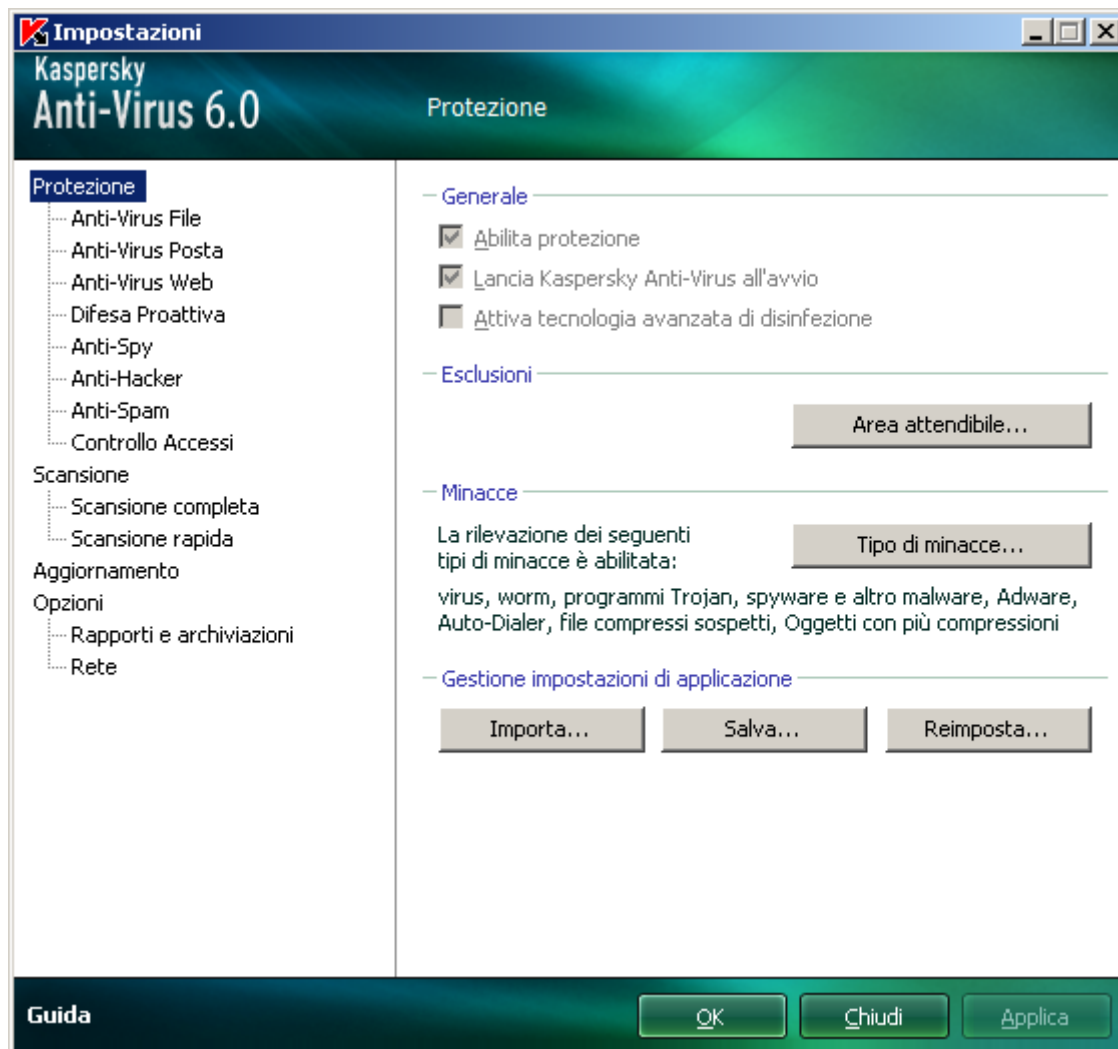 Impostazioni
Kaspersky
Anti-Virus 6.0
Protezione
Protezione
Anti-Virus File
Anti-Virus Posta
Anti-Virus Web
Difesa Proattiva
Anti-Spy
Anti-Hacker
Anti-Spam
Controllo Accessi
Scansione
Scansione completa
Scansione rapida
Aggiornamento
Opzioni
Rapporti e archiviazioni
Rete
Generale
Abilita protezione
Lancia Kaspersky Anti-Virus all'avvio
Attiva tecnologia avanzata di disinfezione
Esclusioni
Area attendibile...
Minacce
La rilevazione dei seguenti
tipi di minacce è abilitata:
Tipo di minacce...
virus, worm, programmi Trojan, spyware e altro malware, Adware,
Auto-Dialer, file compressi sospetti, Oggetti con più compressioni
Gestione impostazioni di applicazione
Importa...
Salva...
Reimposta...
Guida
OK
Chiudi
Applica